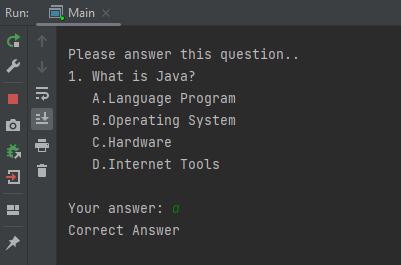 Run: Main
Please answer this question..
1. What is Java?
A.Language Program
B.Operating System
C.Hardware
D.Internet Tools
Your answer: a
Correct Answer